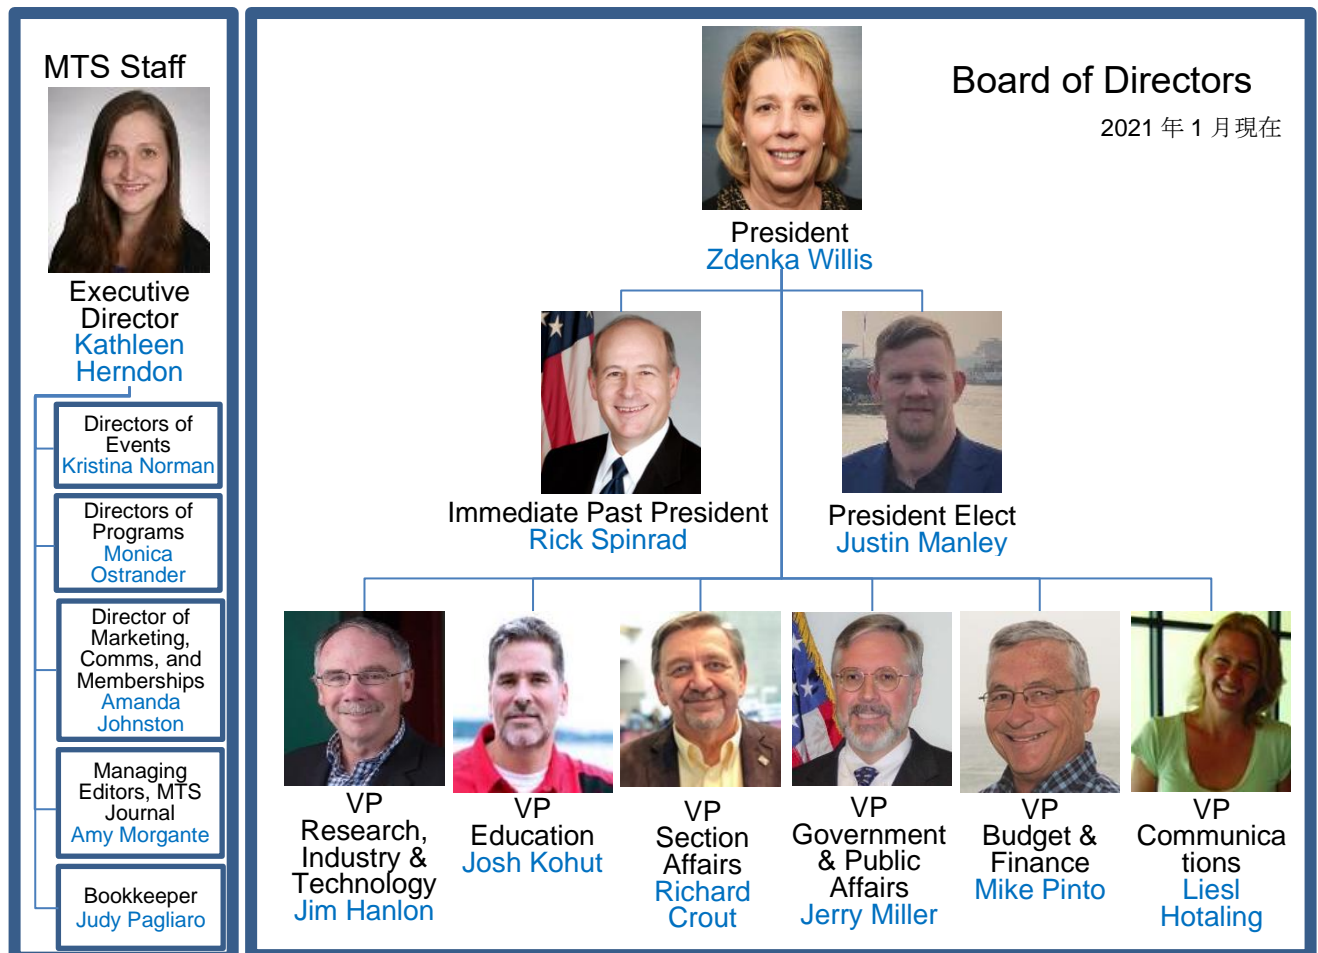 MTS Staff
Executive
Director
Kathleen
Herndon
Directors of
Events
Kristina Norman
Directors of
Programs
Monica
Ostrander
Director of
Marketing,
Comms, and
Memberships
Amanda
Johnston
Managing
Editors, MTS
Journal
Amy Morgante
Bookkeeper
Judy Pagliaro
Board of Directors
2021 年 1 月現在
President
Zdenka Willis
Immediate Past President
Rick Spinrad
President Elect
Justin Manley
VP
Research,
Industry &
Technology
Jim Hanlon
VP
Education
Josh Kohut
VP
Section
Affairs
Richard
Crout
VP
Government
& Public
Affairs
Jerry Miller
VP
Budget &
Finance
Mike Pinto
VP
Communica
tions
Liesl
Hotaling